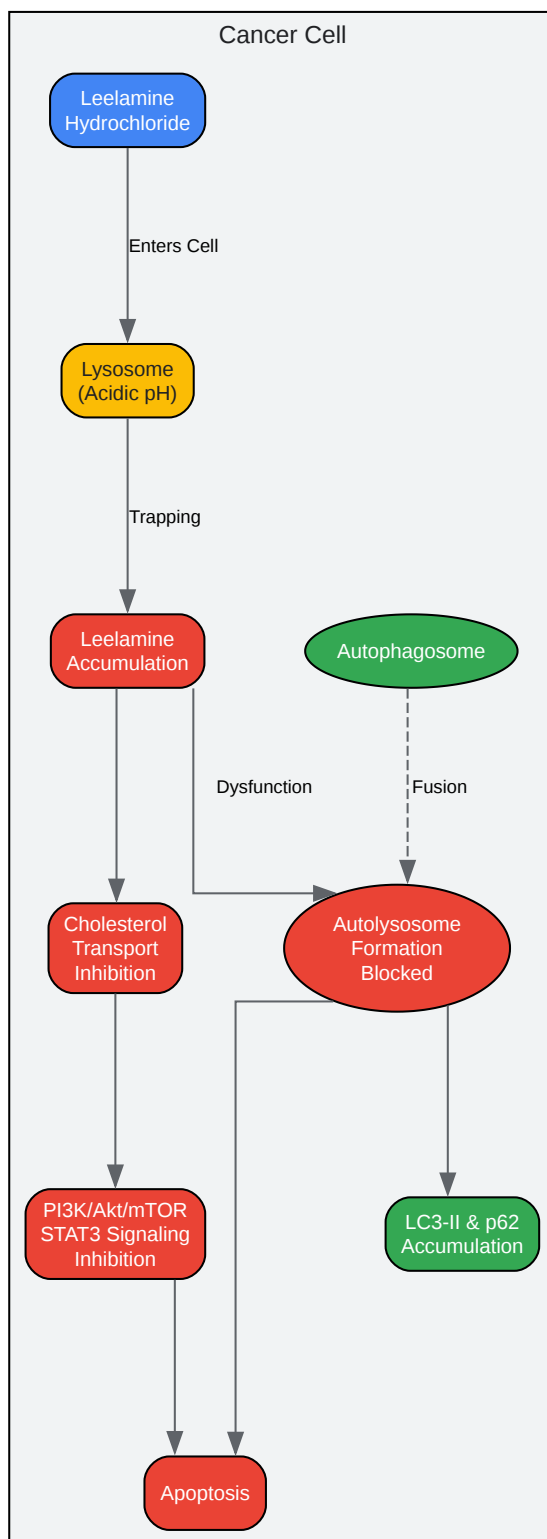 Cancer Cell
Leelamine
Hydrochloride
Enters Cell
Lysosome
(Acidic pH)
Trapping
Leelamine
Accumulation
Autophagosome
Dysfunction
Fusion
Cholesterol
Transport
Inhibition
Autolysosome
Formation
Blocked
PI3K/Akt/mTOR
STAT3 Signaling
Inhibition
LC3-II & p62
Accumulation
Apoptosis